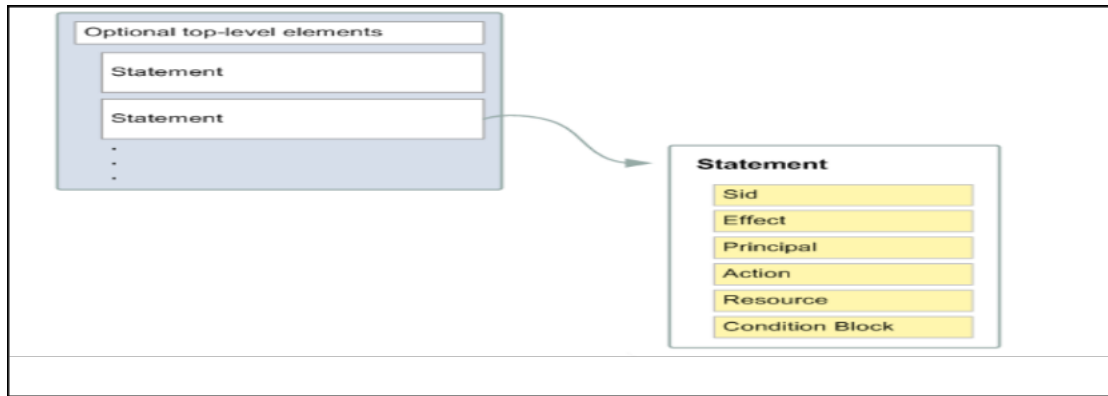 Optional top-level elements
Statement
Statement
.
.
.
Statement
Sid
Effect
Principal
Action
Resource
Condition Block